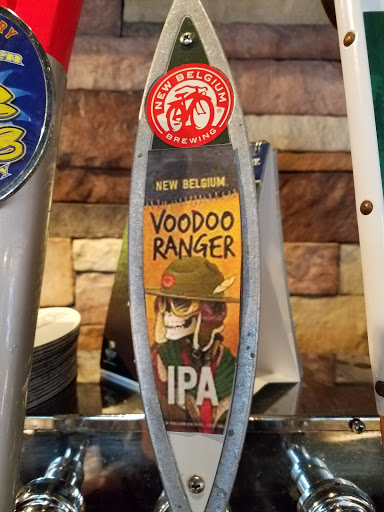 NEW BELGIUM
BREWING
NEW BELGIUM
VOODOO
RANGER
IPA